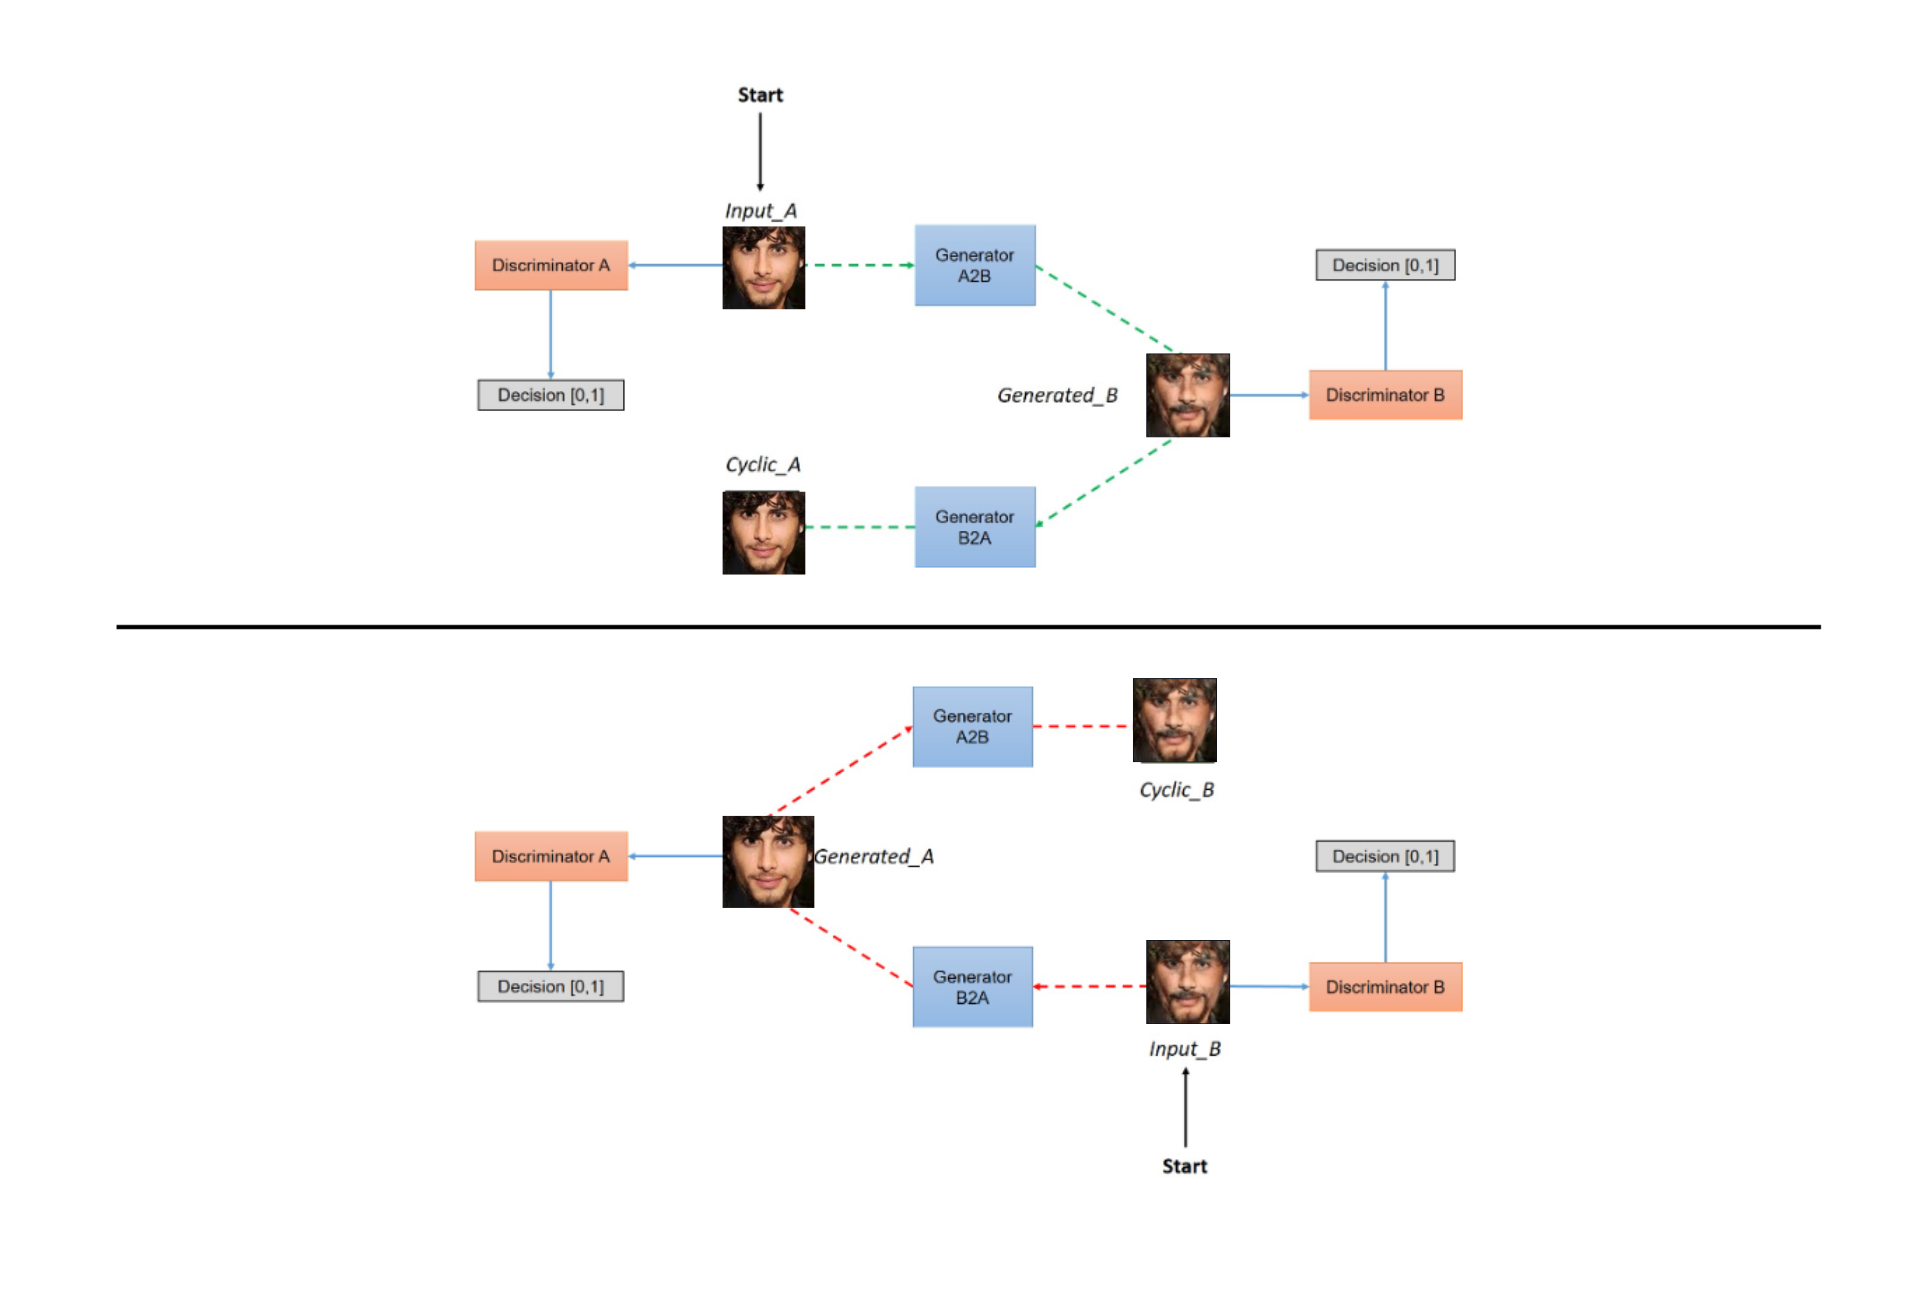 Start
Input_A
Discriminator A
Generator
A2B
Decision [0,1]
Decision [0,1]
Generated_B
Discriminator B
Cyclic_A
Generator
B2A
Generator
A2B
Cyclic_B
Discriminator A
Generated_A
Decision [0,1]
Decision [0,1]
Generator
B2A
Discriminator B
Input_B
Start